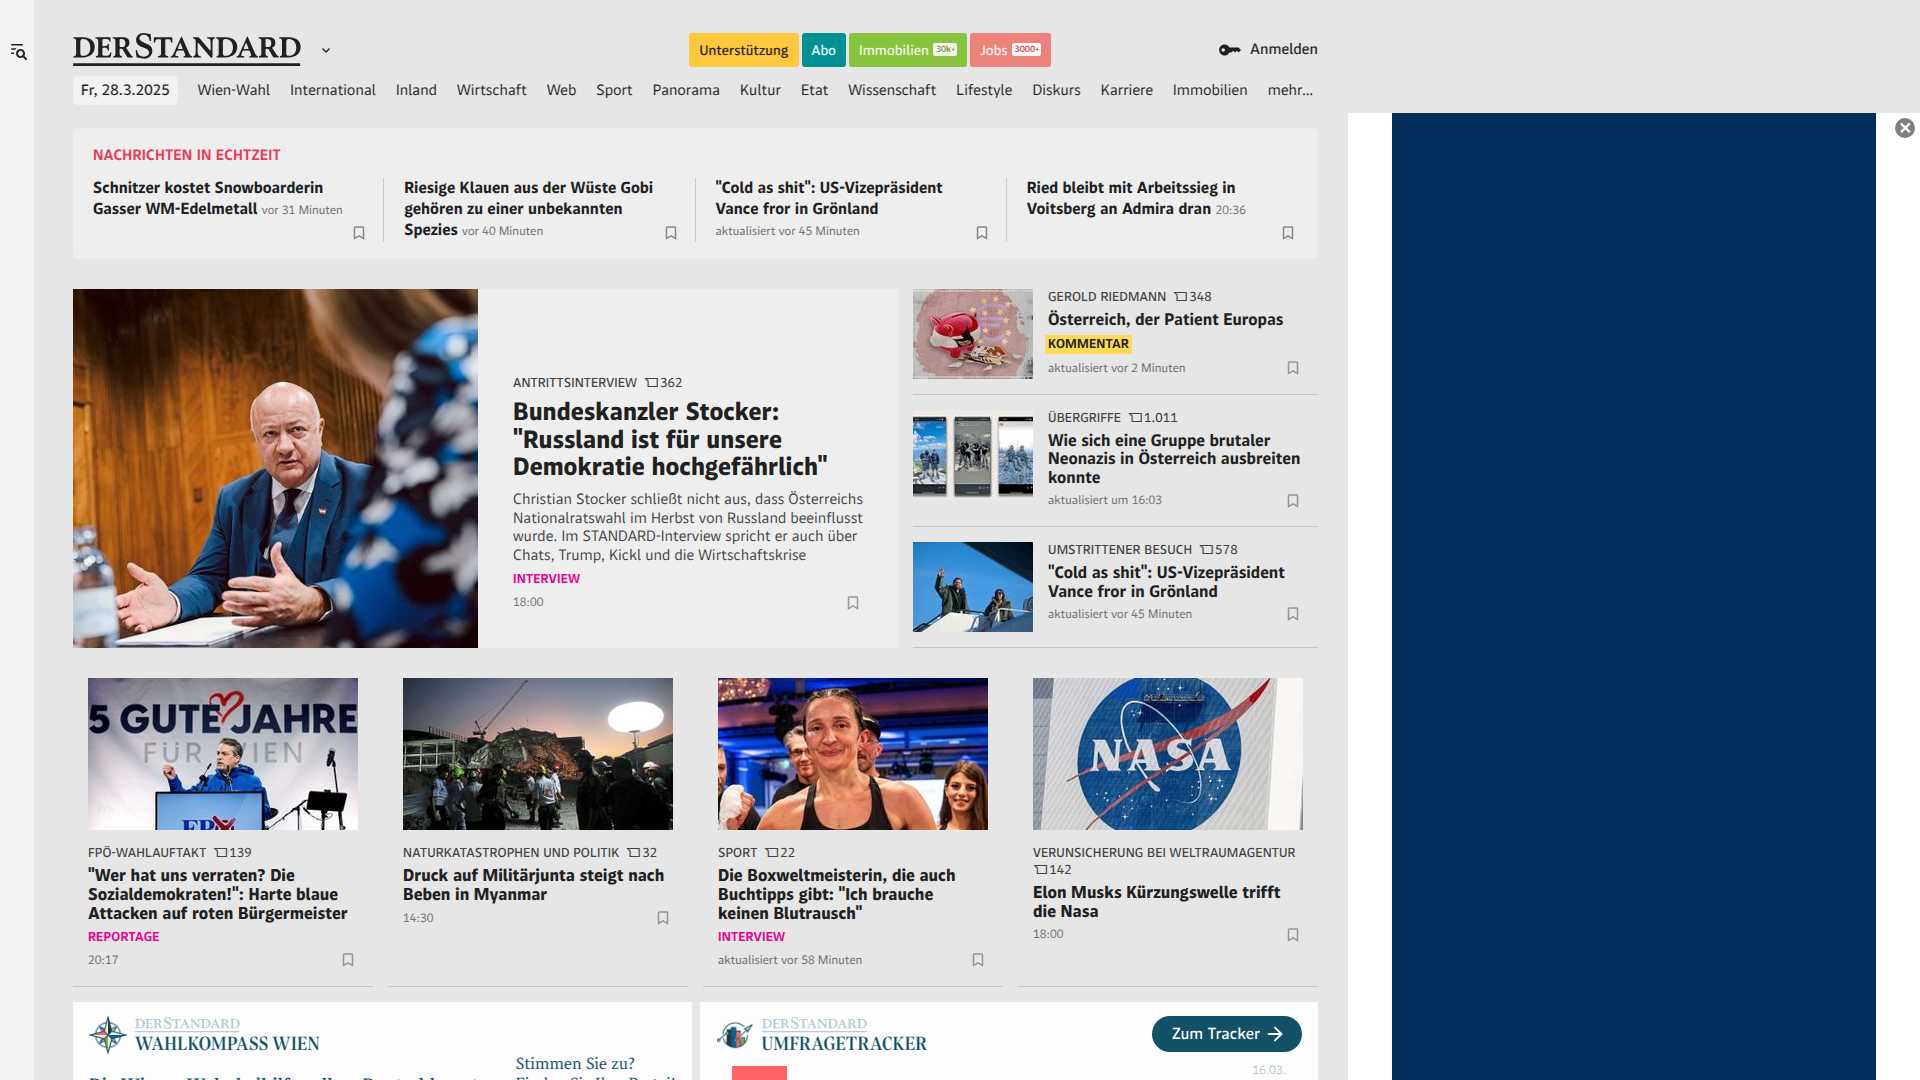 DERSTANDARD
Unterstützung
Abo
Immobilien 30k+
Jobs 3000+
Anmelden
Fr, 28.3.2025
Wien-Wahl
International
Inland
Wirtschaft
Web
Sport
Panorama
Kultur
Etat
Wissenschaft
Lifestyle
Diskurs
Karriere
Immobilien
mehr...
NACHRICHTEN IN ECHTZEIT
Schnitzer kostet Snowboarderin
Gasser WM-Edelmetall vor 31 Minuten
Riesige Klauen aus der Wüste Gobi
gehören zu einer unbekannten
Spezies vor 40 Minuten
"Cold as shit": US-Vizepräsident
Vance fror in Grönland
aktualisiert vor 45 Minuten
Ried bleibt mit Arbeitssieg in
Voitsberg an Admira dran 20:36
ANTRITTSINTERVIEW 362
Bundeskanzler Stocker:
"Russland ist für unsere
Demokratie hochgefährlich"
Christian Stocker schließt nicht aus, dass Österreichs
Nationalratswahl im Herbst von Russland beeinflusst
wurde. Im STANDARD-Interview spricht er auch über
Chats, Trump, Kickl und die Wirtschaftskrise
INTERVIEW
18:00
GEROLD RIEDMANN 348
Österreich, der Patient Europas
KOMMENTAR
aktualisiert vor 2 Minuten
ÜBERGRIFFE 1.011
Wie sich eine Gruppe brutaler
Neonazis in Österreich ausbreiten
konnte
aktualisiert um 16:03
UMSTRITTENER BESUCH 578
"Cold as shit": US-Vizepräsident
Vance fror in Grönland
aktualisiert vor 45 Minuten
5 GUTE JAHRE
FÜR WIEN
FPÖ
FPÖ-WAHLAUFTAKT 139
"Wer hat uns verraten? Die
Sozialdemokraten!": Harte blaue
Attacken auf roten Bürgermeister
REPORTAGE
20:17
NATURKATASTROPHEN UND POLITIK 32
Druck auf Militärjunta steigt nach
Beben in Myanmar
14:30
SPORT 22
Die Boxweltmeisterin, die auch
Buchtipps gibt: "Ich brauche
keinen Blutrausch"
INTERVIEW
aktualisiert vor 58 Minuten
NASA
VERUNSICHERUNG BEI WELTRAUMAGENTUR
142
Elon Musks Kürzungswelle trifft
die Nasa
18:00
DERSTANDARD
WAHLKOMPASS WIEN
Stimmen Sie zu?
DERSTANDARD
UMFRAGETRACKER
Zum Tracker
16.03.